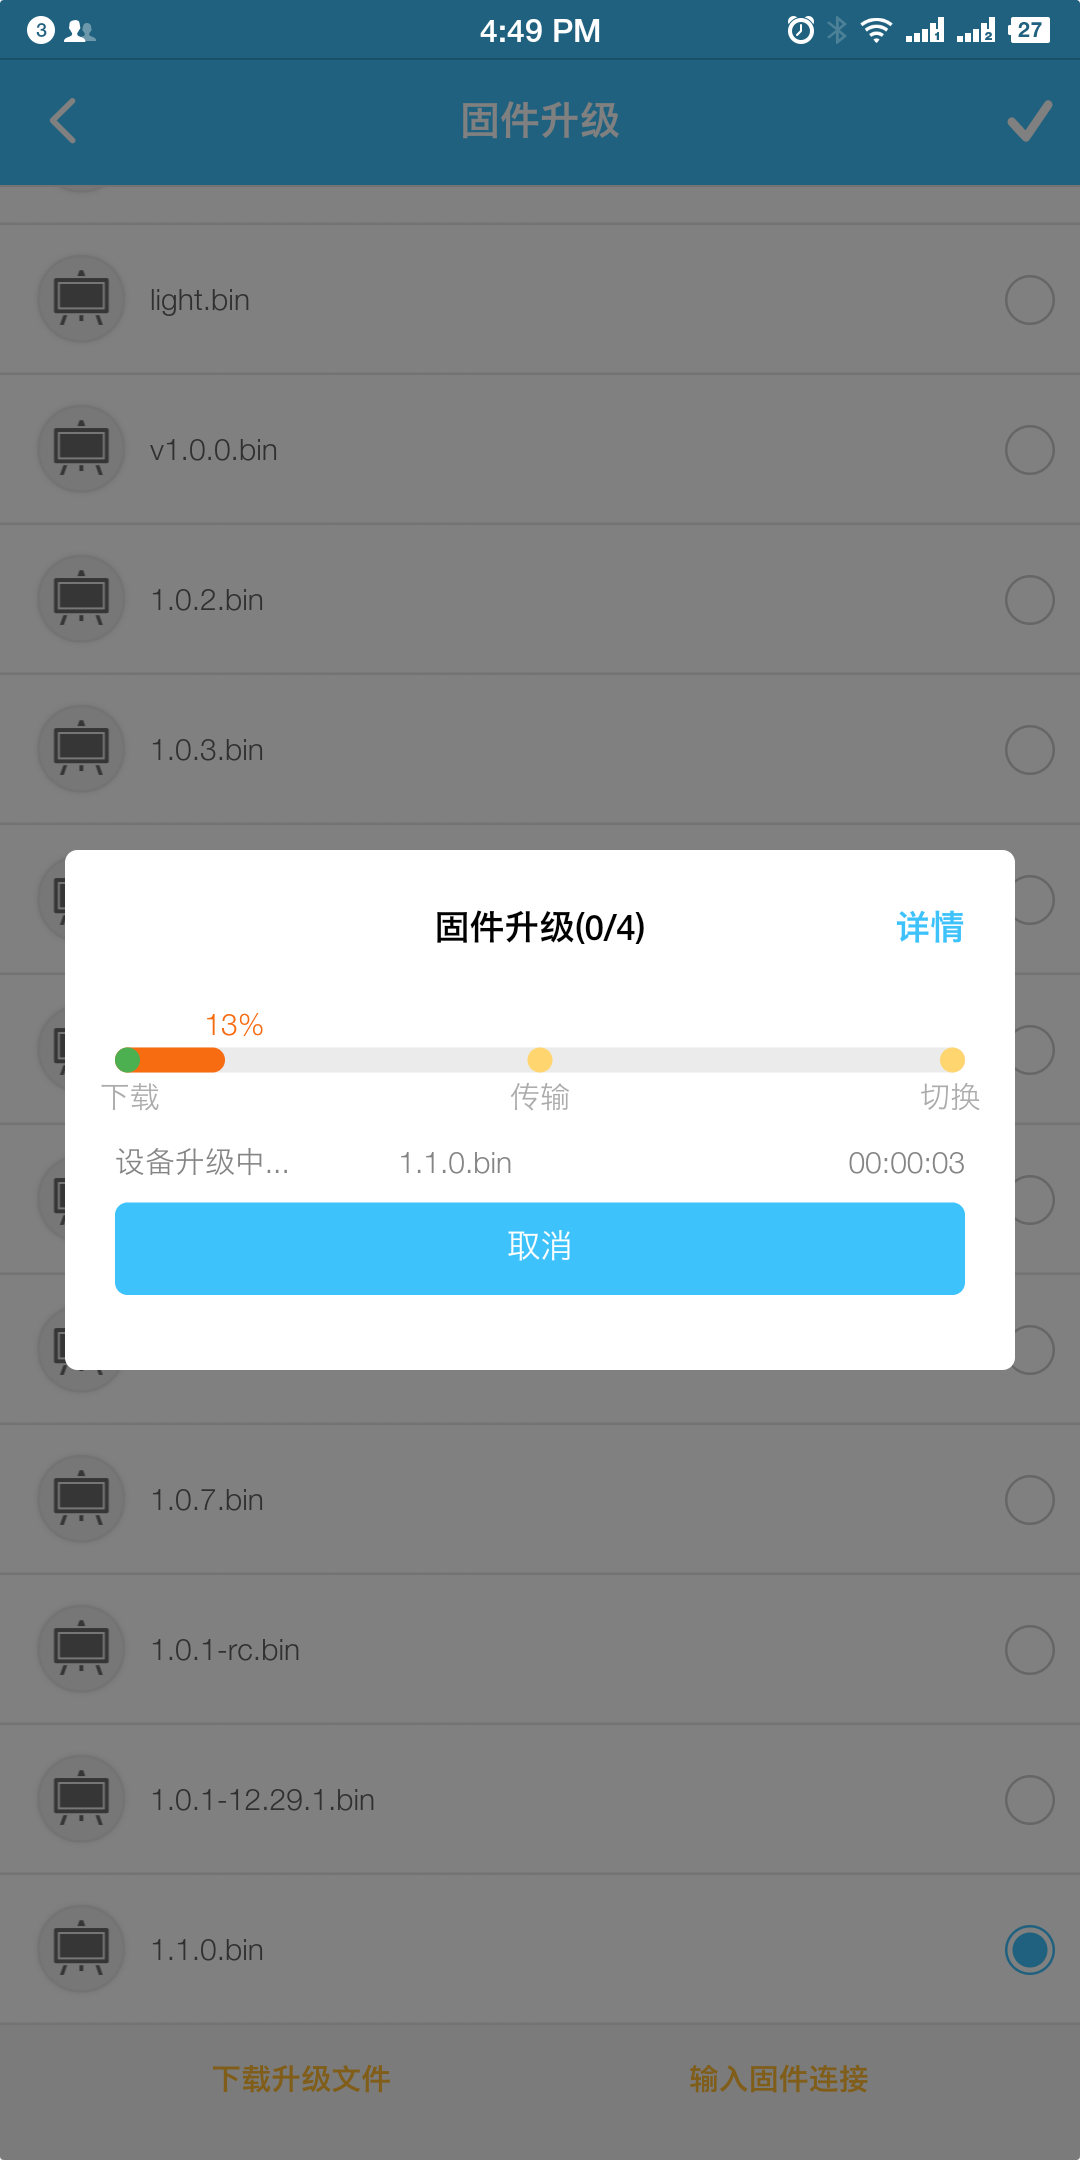 3 4:49 PM 1 2 27
固件升级
light.bin
v1.0.0.bin
1.0.2.bin
1.0.3.bin
固件升级(0/4) 详情
13%
下载 传输 切换
设备升级中... 1.1.0.bin 00:00:03
取消
1.0.7.bin
1.0.1-rc.bin
1.0.1-12.29.1.bin
1.1.0.bin
下载升级文件 输入固件连接